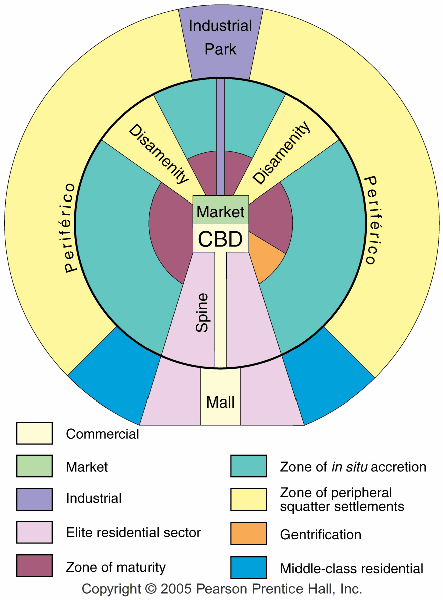 Industrial
Park
Disamenity
Disamenity
Periférico
Periférico
Market
CBD
Spine
Mall
Commercial
Market
Industrial
Elite residential sector
Zone of maturity
Zone of in situ accretion
Zone of peripheral
squatter settlements
Gentrification
Middle-class residential
Copyright © 2005 Pearson Prentice Hall, Inc.